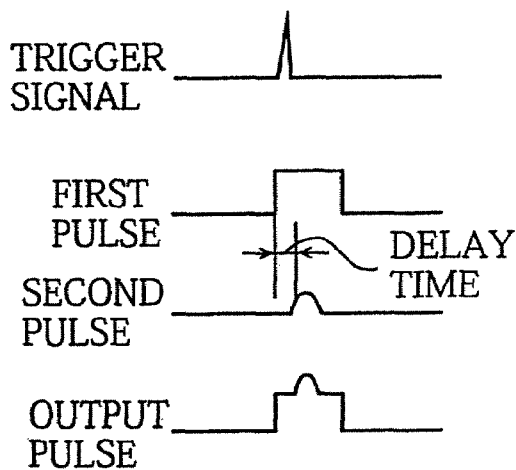 TRIGGER
SIGNAL
FIRST
PULSE
DELAY
TIME
SECOND
PULSE
OUTPUT
PULSE